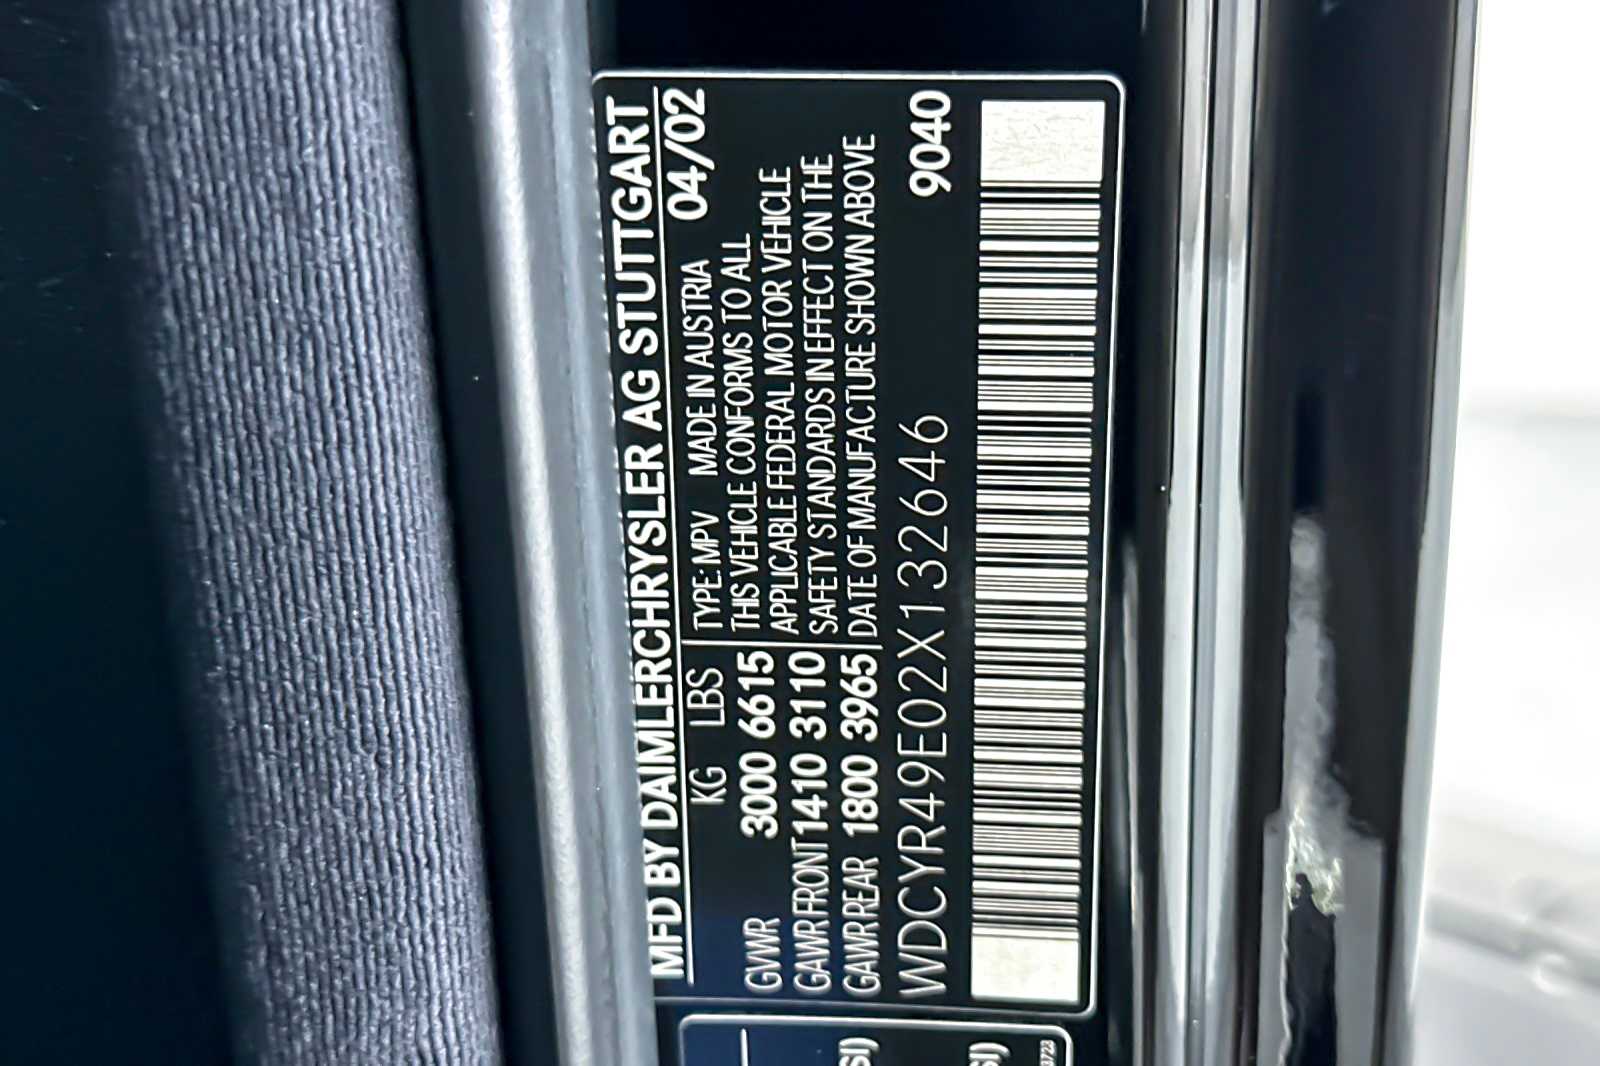 MFD BY DAIMLERCHRYSLER AG STUTTGART
KG LBS TYPE: MPV MADE IN AUSTRIA 04/02
GVWR 3000 6615 THIS VEHICLE CONFORMS TO ALL
GAWR FRONT 1410 3110 APPLICABLE FEDERAL MOTOR VEHICLE
GAWR REAR 1800 3965 SAFETY STANDARDS IN EFFECT ON THE
DATE OF MANUFACTURE SHOWN ABOVE
WDCYR49E02X132646 9040
SI)
SI)